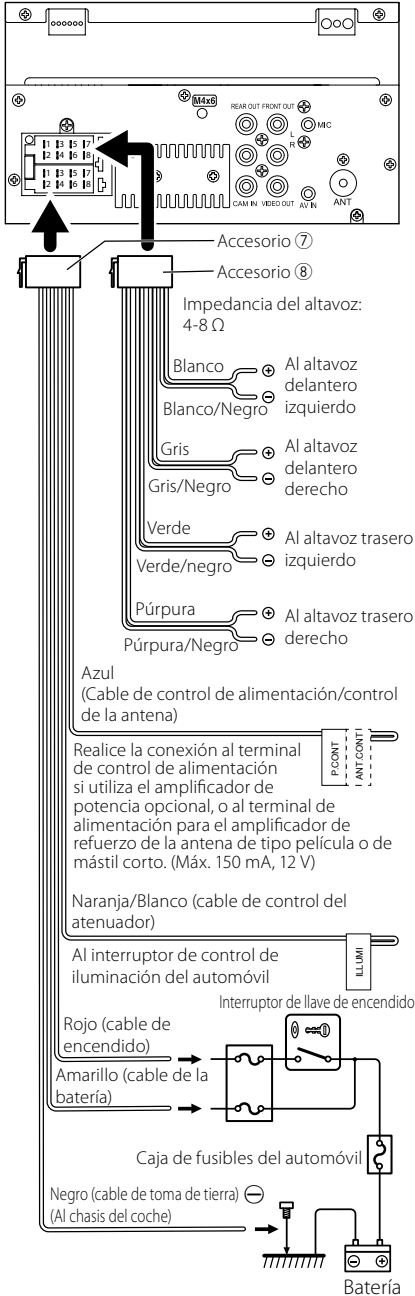 M4x6
REAR OUT FRONT OUT
MIC
L
R
1 3 5 7
2 4 6 8
1 3 5 7
2 4 6 8
CAM IN VIDEO OUT
AV IN
ANT
Accesorio ⑦
Accesorio ⑧
Impedancia del altavoz:
4-8 Ω
Blanco
Blanco/Negro
⊕ Al altavoz
delantero
⊖ izquierdo
Gris
Gris/Negro
⊕ Al altavoz
delantero
⊖ derecho
Verde
Verde/negro
⊕ Al altavoz trasero
⊖ izquierdo
Púrpura
Púrpura/Negro
⊕ Al altavoz trasero
⊖ derecho
Azul
(Cable de control de alimentación/control
de la antena)
P.CONT
ANT.CONT
Realice la conexión al terminal
de control de alimentación
si utiliza el amplificador de
potencia opcional, o al terminal de
alimentación para el amplificador de
refuerzo de la antena de tipo película o de
mástil corto. (Máx. 150 mA, 12 V)
Naranja/Blanco (cable de control del
atenuador)
Al interruptor de control de
iluminación del automóvil
ILLUMI
Interruptor de llave de encendido
Rojo (cable de
encendido)
Amarillo (cable de la
batería)
Caja de fusibles del automóvil
Negro (cable de toma de tierra) ⊖
(Al chasis del coche)
⊖ ⊕
Batería